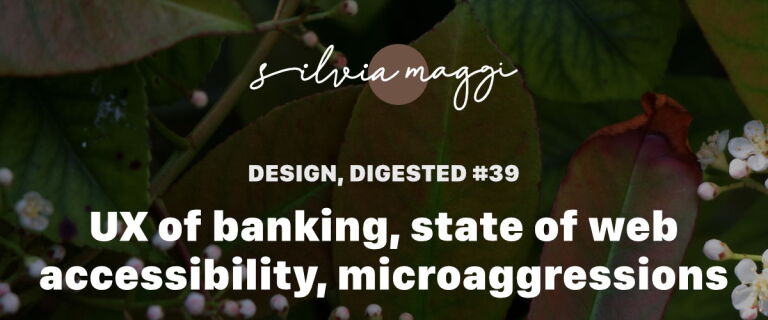 silvia maggi
DESIGN, DIGESTED #39
UX of banking, state of web
accessibility, microaggressions